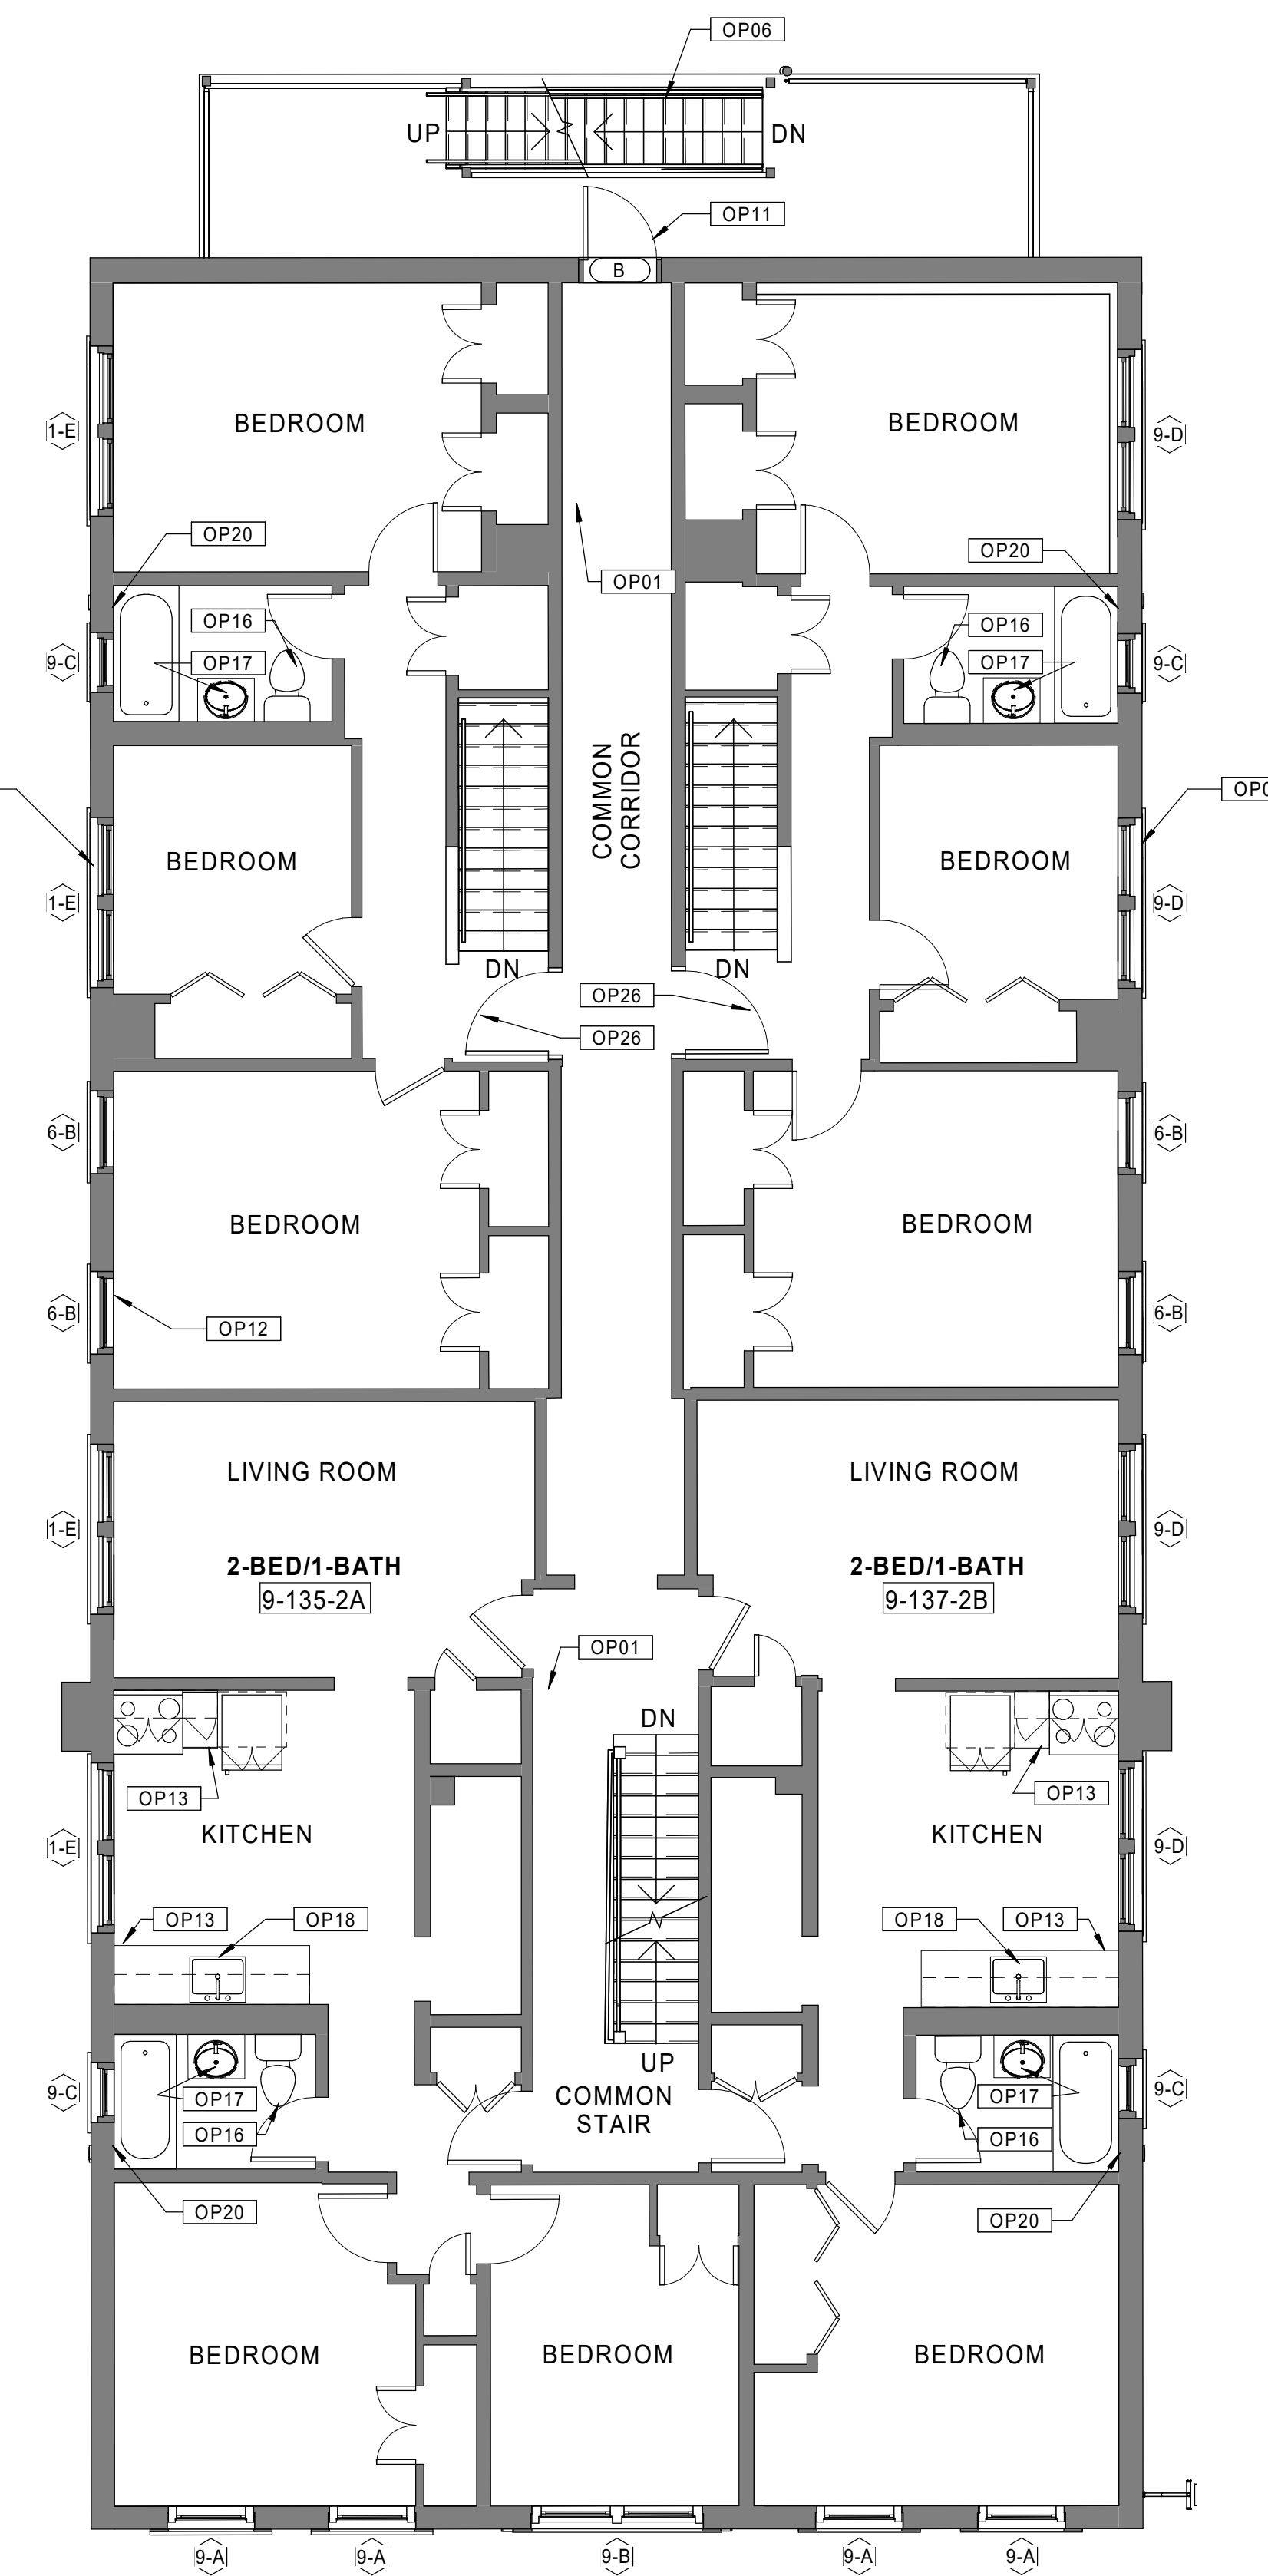 OP06
UP
DN
OP11
B
BEDROOM
BEDROOM
1-E
9-D
OP20
OP20
OP01
OP16
OP16
OP17
OP17
9-C
9-C
COMMON
CORRIDOR
BEDROOM
BEDROOM
1-E
9-D
DN
DN
OP26
OP26
6-B
6-B
BEDROOM
BEDROOM
6-B
6-B
OP12
LIVING ROOM
LIVING ROOM
1-E
9-D
2-BED/1-BATH
2-BED/1-BATH
9-135-2A
9-137-2B
OP01
DN
OP13
OP13
KITCHEN
KITCHEN
1-E
9-D
OP13
OP18
OP18
OP13
UP
9-C
9-C
OP17
OP17
COMMON
STAIR
OP16
OP16
OP20
OP20
BEDROOM
BEDROOM
BEDROOM
9-A
9-A
9-B
9-A
9-A